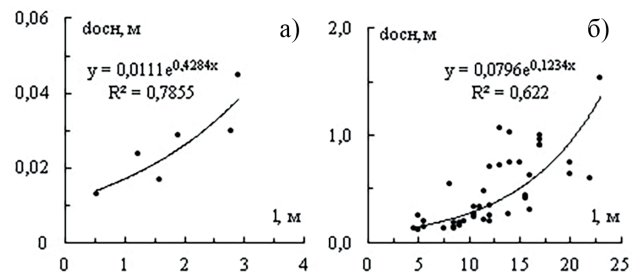 0,06
dосн, м
а)
y = 0,0111e^0,4284x
R² = 0,7855
0,04
0,02
l, м
0
0 1 2 3 4
2,0
dосн, м
б)
y = 0,0796e^0,1234x
R² = 0,622
1,0
l, м
0,0
0 5 10 15 20 25